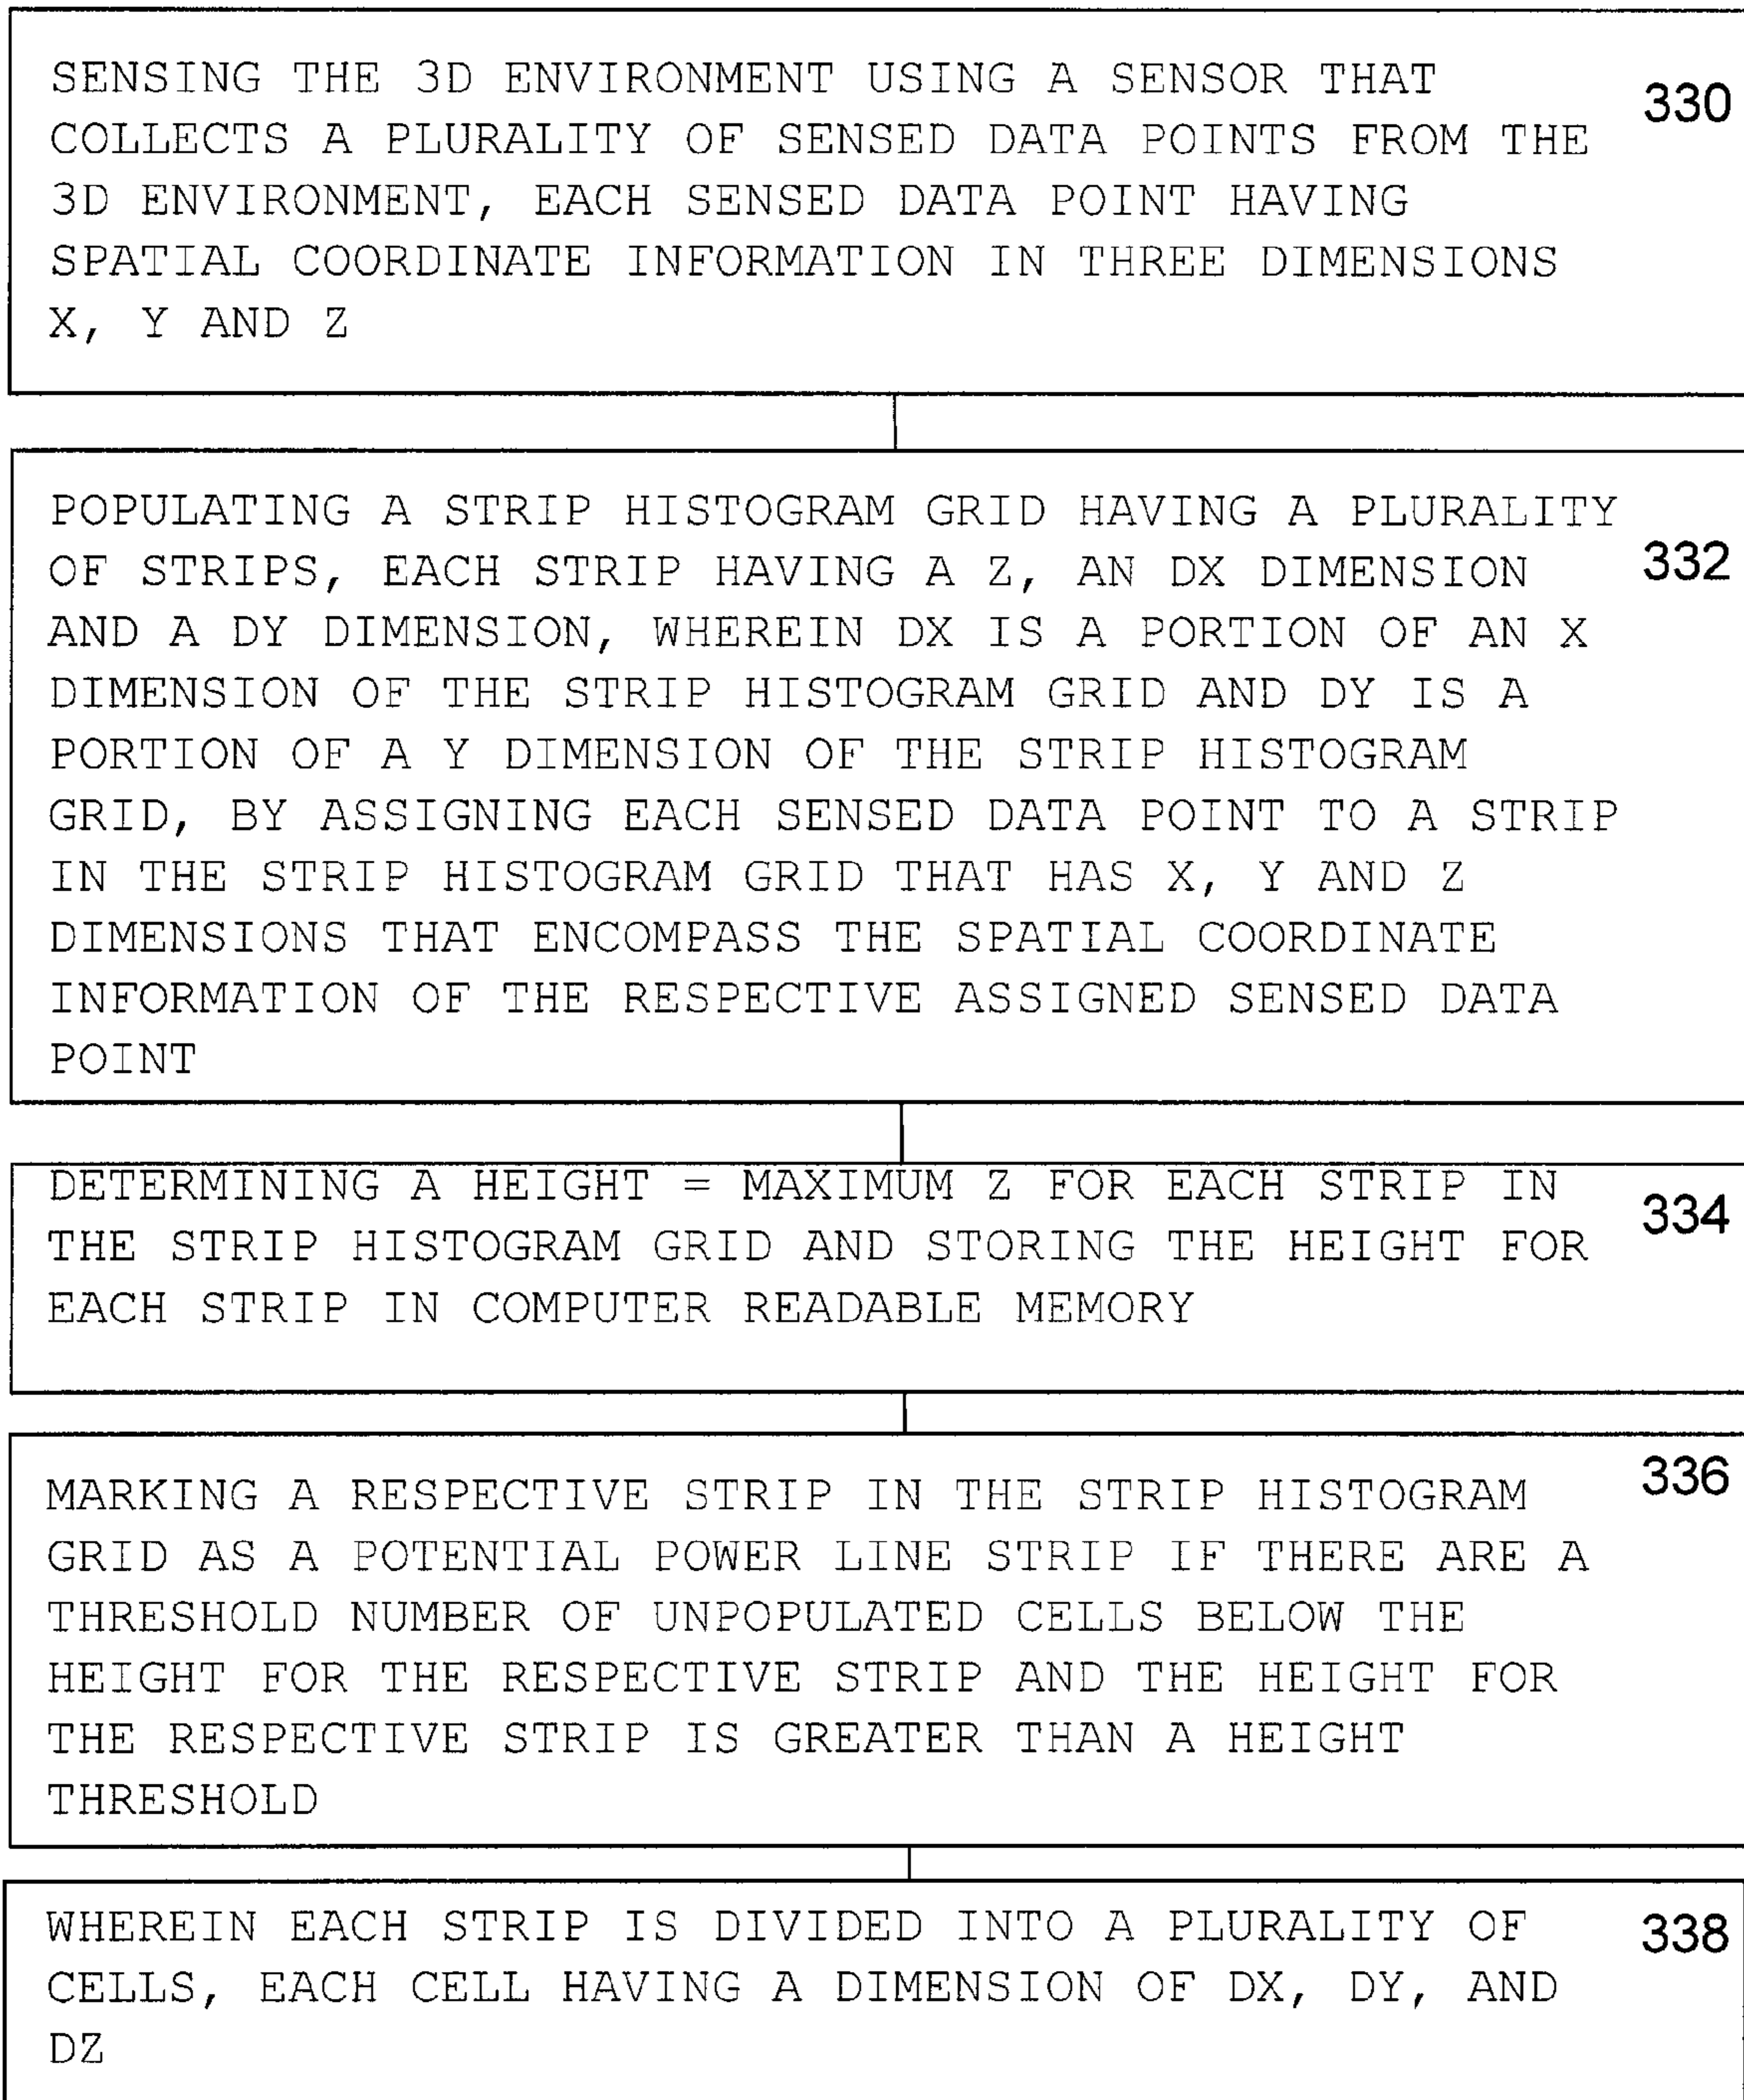 SENSING THE 3D ENVIRONMENT USING A SENSOR THAT
330
COLLECTS A PLURALITY OF SENSED DATA POINTS FROM THE
3D ENVIRONMENT, EACH SENSED DATA POINT HAVING
SPATIAL COORDINATE INFORMATION IN THREE DIMENSIONS
X, Y AND Z
POPULATING A STRIP HISTOGRAM GRID HAVING A PLURALITY
332
OF STRIPS, EACH STRIP HAVING A Z, AN DX DIMENSION
AND A DY DIMENSION, WHEREIN DX IS A PORTION OF AN X
DIMENSION OF THE STRIP HISTOGRAM GRID AND DY IS A
PORTION OF A Y DIMENSION OF THE STRIP HISTOGRAM
GRID, BY ASSIGNING EACH SENSED DATA POINT TO A STRIP
IN THE STRIP HISTOGRAM GRID THAT HAS X, Y AND Z
DIMENSIONS THAT ENCOMPASS THE SPATIAL COORDINATE
INFORMATION OF THE RESPECTIVE ASSIGNED SENSED DATA
POINT
DETERMINING A HEIGHT = MAXIMUM Z FOR EACH STRIP IN
334
THE STRIP HISTOGRAM GRID AND STORING THE HEIGHT FOR
EACH STRIP IN COMPUTER READABLE MEMORY
336
MARKING A RESPECTIVE STRIP IN THE STRIP HISTOGRAM
GRID AS A POTENTIAL POWER LINE STRIP IF THERE ARE A
THRESHOLD NUMBER OF UNPOPULATED CELLS BELOW THE
HEIGHT FOR THE RESPECTIVE STRIP AND THE HEIGHT FOR
THE RESPECTIVE STRIP IS GREATER THAN A HEIGHT
THRESHOLD
WHEREIN EACH STRIP IS DIVIDED INTO A PLURALITY OF
338
CELLS, EACH CELL HAVING A DIMENSION OF DX, DY, AND
DZ